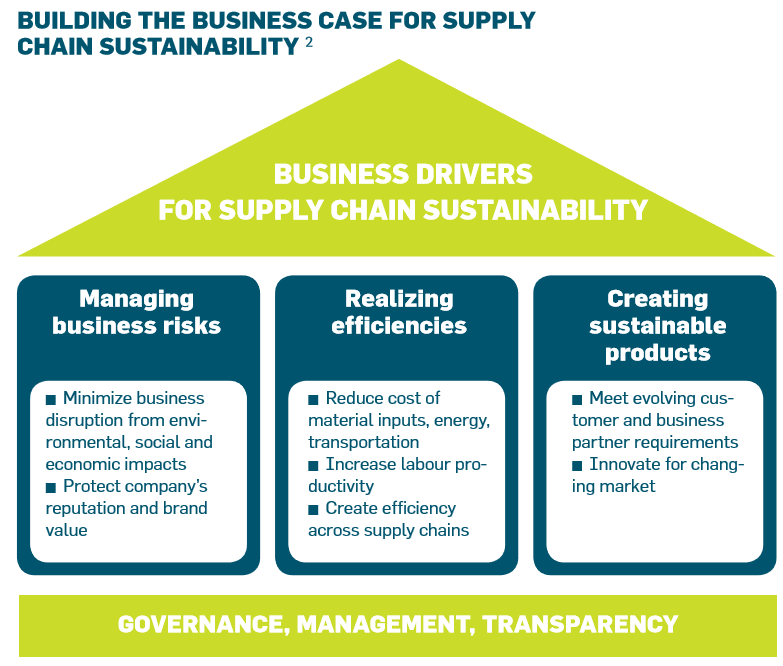 BUILDING THE BUSINESS CASE FOR SUPPLY
CHAIN SUSTAINABILITY 2
BUSINESS DRIVERS
FOR SUPPLY CHAIN SUSTAINABILITY
Managing
business risks
■ Minimize business
disruption from envi-
ronmental, social and
economic impacts
■ Protect company’s
reputation and brand
value
Realizing
efficiencies
■ Reduce cost of
material inputs, energy,
transportation
■ Increase labour pro-
ductivity
■ Create efficiency
across supply chains
Creating
sustainable
products
■ Meet evolving cus-
tomer and business
partner requirements
■ Innovate for chang-
ing market
GOVERNANCE, MANAGEMENT, TRANSPARENCY